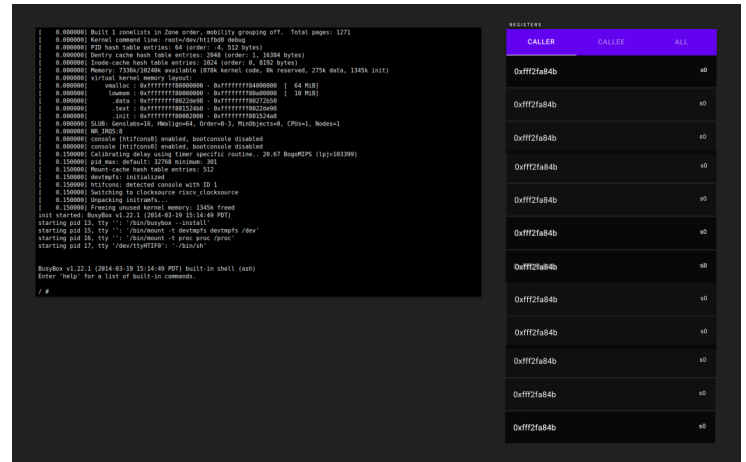 [    0.000000] Built 1 zonelists in Zone order, mobility grouping off.  Total pages: 1271
[    0.000000] Kernel command line: root=/dev/htifbd0 debug
[    0.000000] PID hash table entries: 64 (order: -4, 512 bytes)
[    0.000000] Dentry cache hash table entries: 2048 (order: 1, 16384 bytes)
[    0.000000] Inode-cache hash table entries: 1024 (order: 0, 8192 bytes)
[    0.000000] Memory: 7336k/10240k available (878k kernel code, 0k reserved, 275k data, 1345k init)
[    0.000000] virtual kernel memory layout:
[    0.000000]     vmalloc : 0xffffffff80000000 - 0xffffffff84000000  [  64 MiB]
[    0.000000]      lowmem : 0xffffffff80000000 - 0xffffffff80a00000  [  10 MiB]
[    0.000000]       .data : 0xffffffff8022de98 - 0xffffffff80272b50
[    0.000000]       .text : 0xffffffff801524b0 - 0xffffffff8022de98
[    0.000000]       .init : 0xffffffff80002000 - 0xffffffff801524a8
[    0.000000] SLUB: Genslabs=16, HWalign=64, Order=0-3, MinObjects=0, CPUs=1, Nodes=1
[    0.000000] NR_IRQS:8
[    0.000000] console [htifcons0] enabled, bootconsole disabled
[    0.000000] console [htifcons0] enabled, bootconsole disabled
[    0.150000] Calibrating delay using timer specific routine.. 20.67 BogoMIPS (lpj=103399)
[    0.150000] pid_max: default: 32768 minimum: 301
[    0.150000] Mount-cache hash table entries: 512
[    0.150000] devtmpfs: initialized
[    0.150000] htifcons: detected console with ID 1
[    0.150000] Switching to clocksource riscv_clocksource
[    0.150000] Unpacking initramfs...
[    0.150000] Freeing unused kernel memory: 1345k freed
init started: BusyBox v1.22.1 (2014-03-19 15:14:49 PDT)
starting pid 13, tty '': '/bin/busybox --install'
starting pid 15, tty '': '/bin/mount -t devtmpfs devtmpfs /dev'
starting pid 16, tty '': '/bin/mount -t proc proc /proc'
starting pid 17, tty '/dev/ttyHTIF0': '-/bin/sh'
BusyBox v1.22.1 (2014-03-19 15:14:49 PDT) built-in shell (ash)
Enter 'help' for a list of built-in commands.
/ #
REGISTERS
CALLER CALLEE ALL
0xfff2fa84b s0
0xfff2fa84b s0
0xfff2fa84b s0
0xfff2fa84b s0
0xfff2fa84b s0
0xfff2fa84b s0
0xfff2fa84b s0
0xfff2fa84b s0
0xfff2fa84b s0
0xfff2fa84b s0
0xfff2fa84b s0
0xfff2fa84b s0